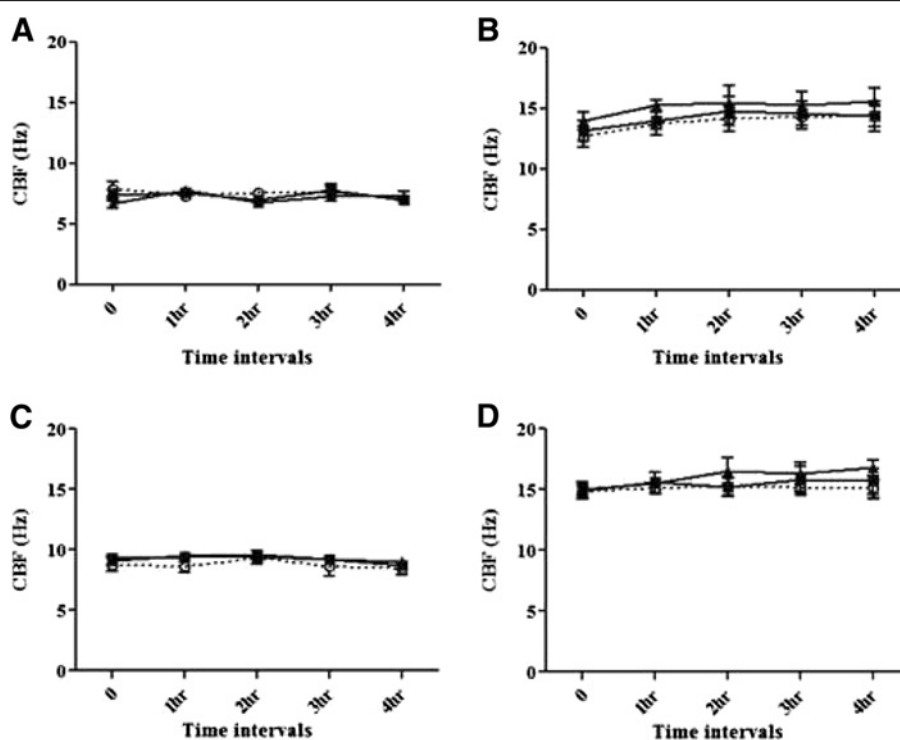 A
CBF (Hz)
20
15
10
5
0
0 1hr 2hr 3hr 4hr
Time intervals
B
CBF (Hz)
20
15
10
5
0
0 1hr 2hr 3hr 4hr
Time intervals
C
CBF (Hz)
20
15
10
5
0
0 1hr 2hr 3hr 4hr
Time intervals
D
CBF (Hz)
20
15
10
5
0
0 1hr 2hr 3hr 4hr
Time intervals